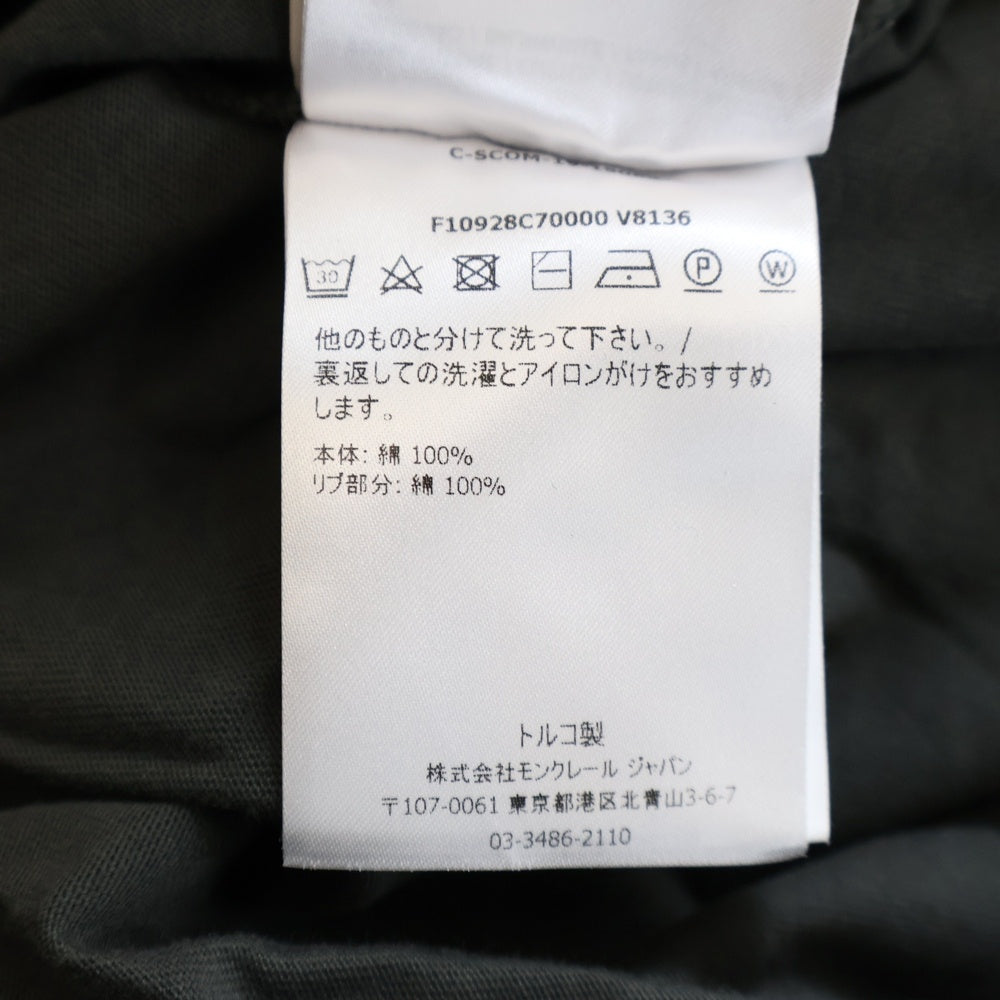 F10928C70000 V8136
30 P W
他のものと分けて洗って下さい。/
裏返しての洗濯とアイロンがけをおすすめ
します。
本体: 綿 100%
リブ部分: 綿 100%
トルコ製
株式会社モンクレール ジャパン
〒107-0061 東京都港区北青山3-6-7
03-3486-2110